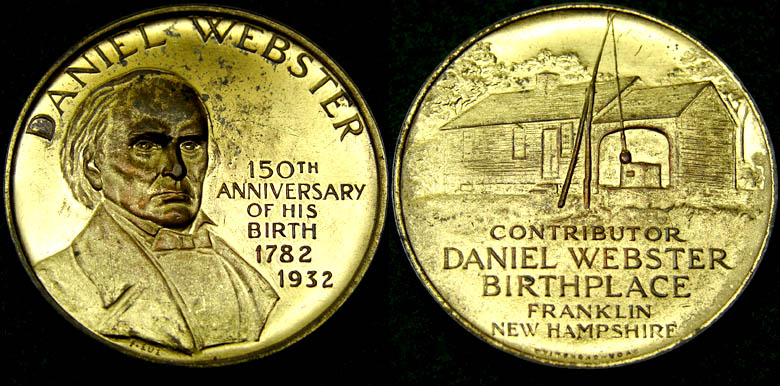 DANIEL WEBSTER
150TH
ANNIVERSARY
OF HIS
BIRTH
1782
1932
CONTRIBUTOR
DANIEL WEBSTER
BIRTHPLACE
FRANKLIN
NEW HAMPSHIRE